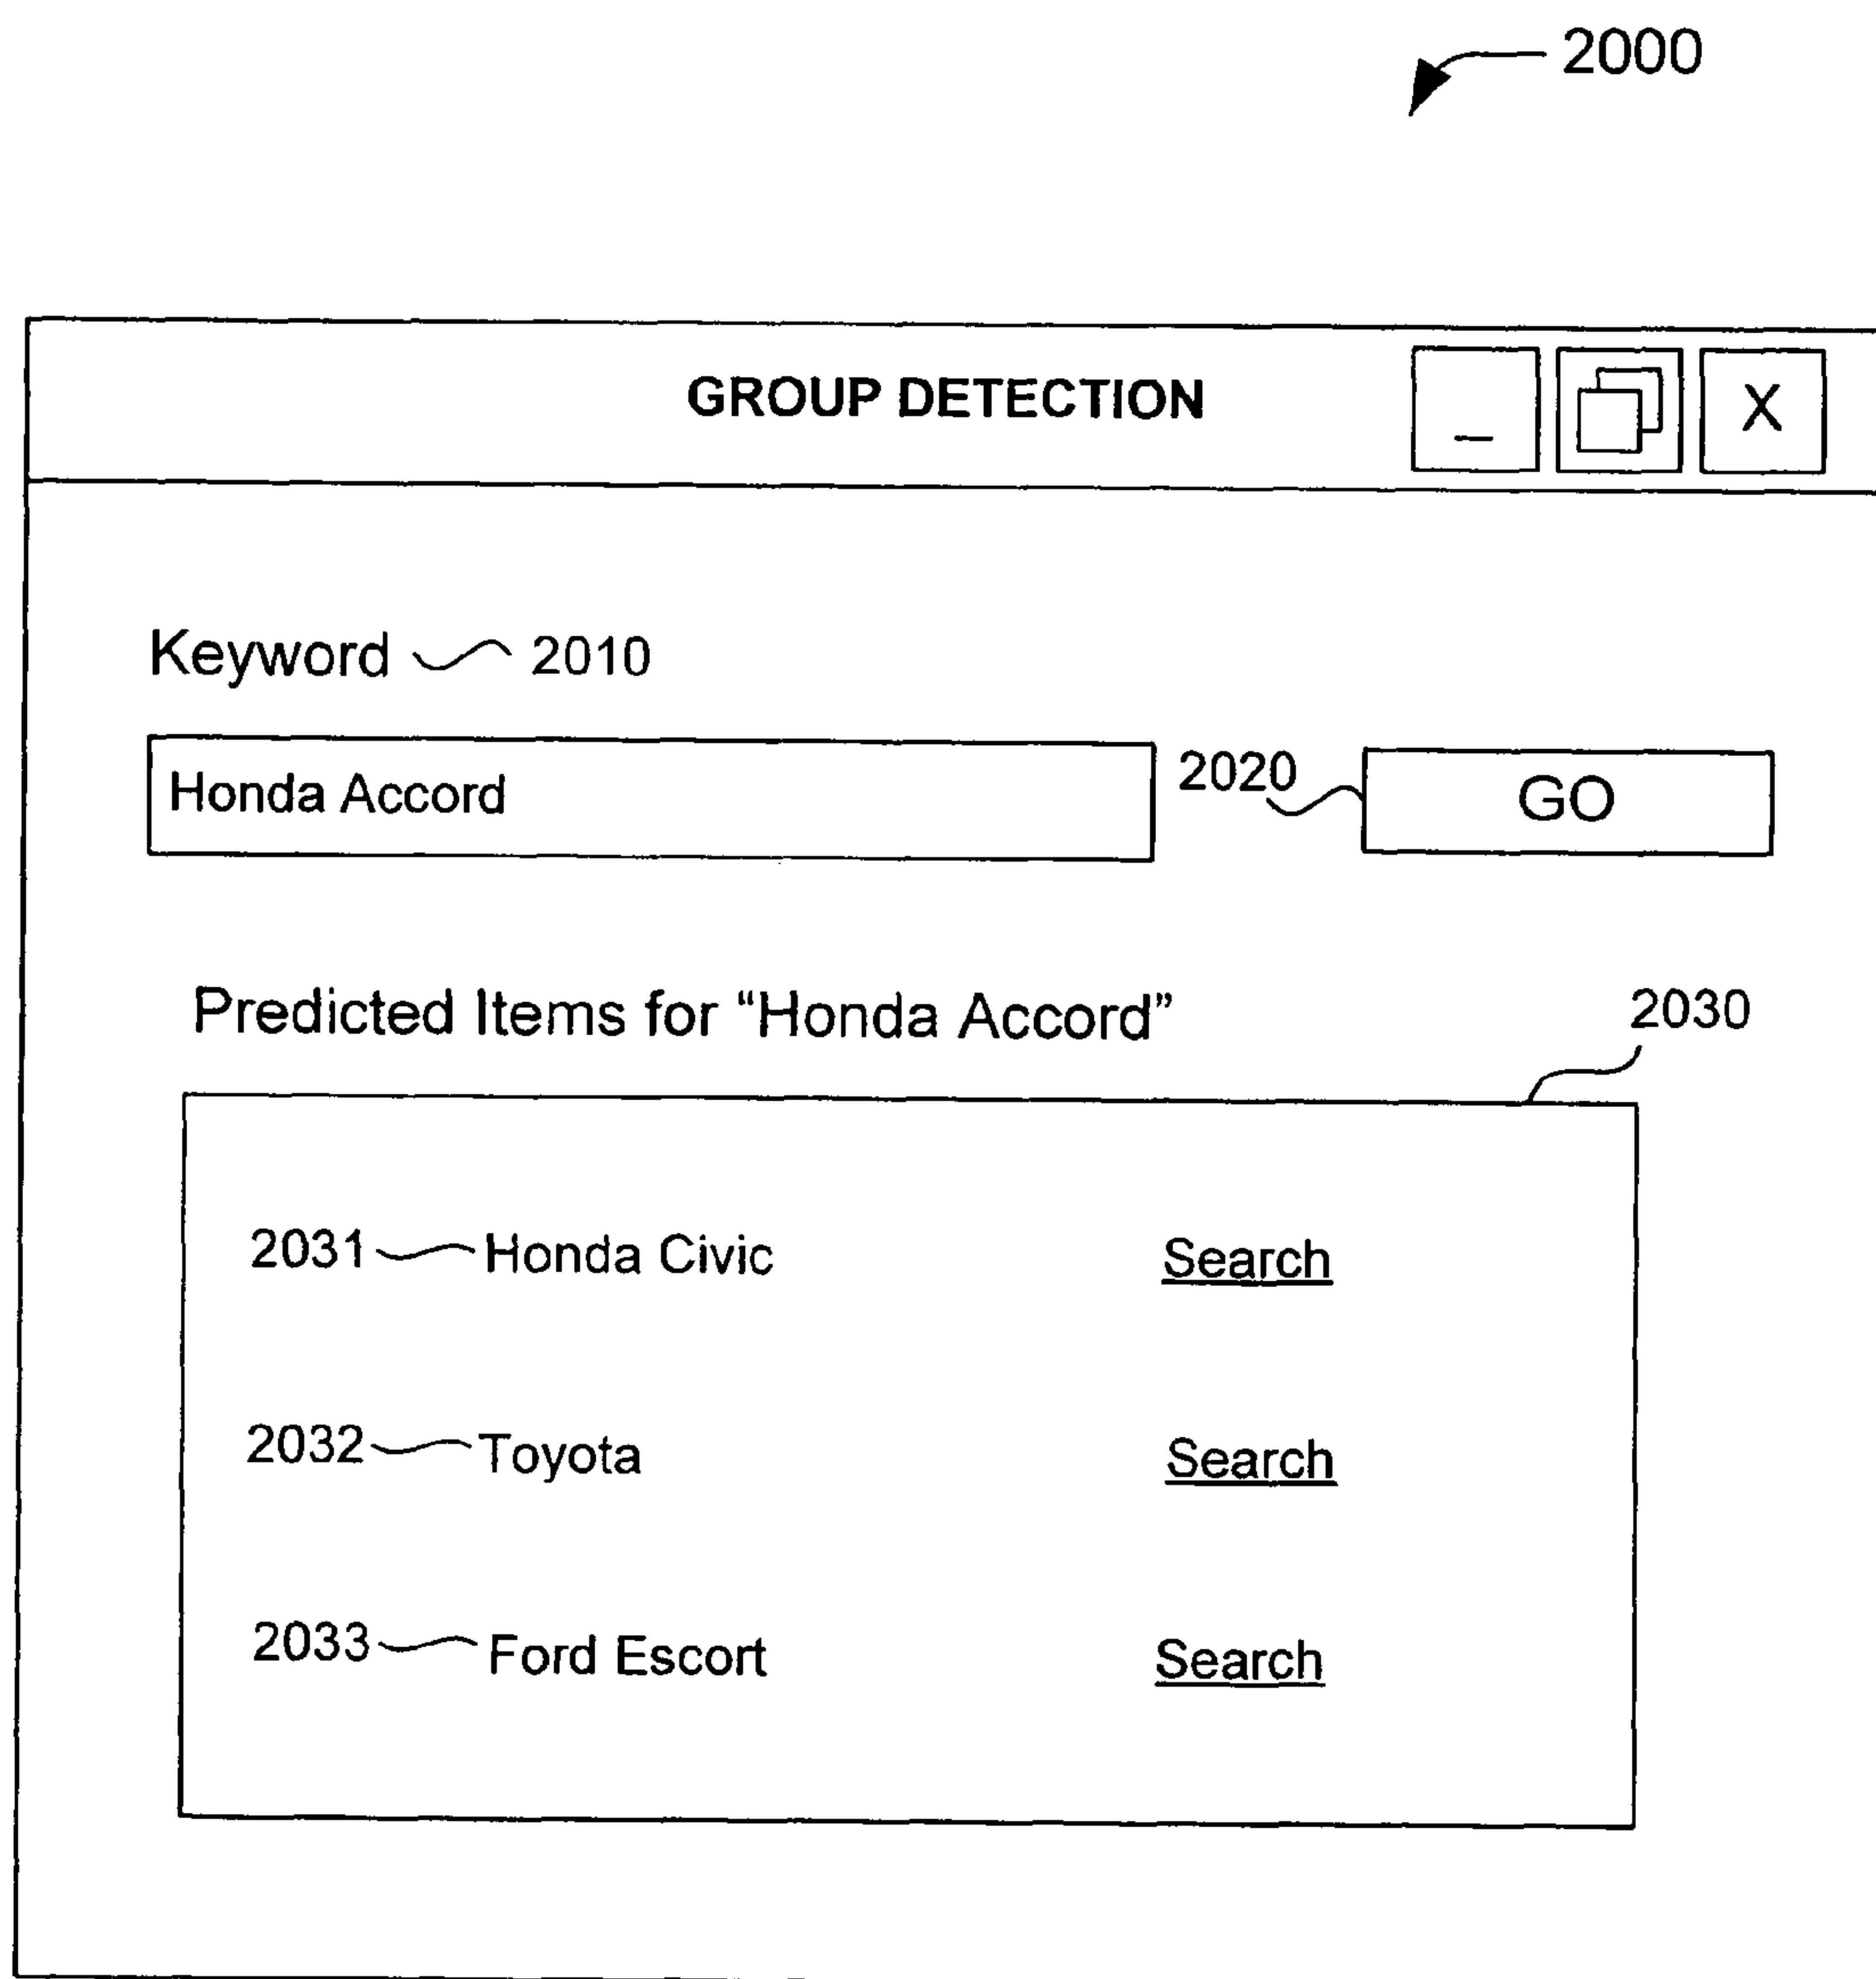 2000
GROUP DETECTION _ X
Keyword 2010
Honda Accord 2020 GO
Predicted Items for “Honda Accord” 2030
2031 Honda Civic Search
2032 Toyota Search
2033 Ford Escort Search